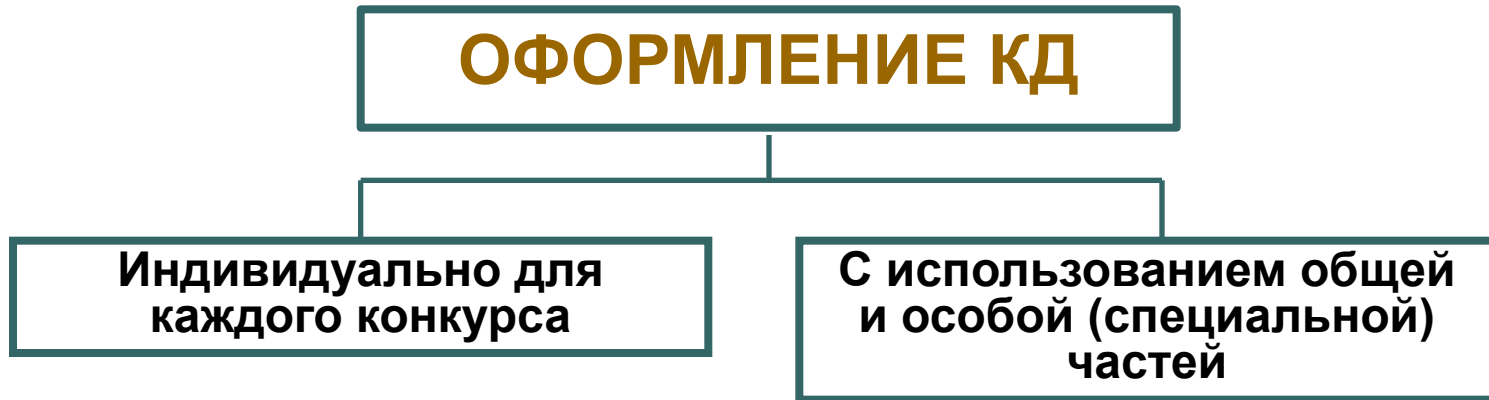 ОФОРМЛЕНИЕ КД
Индивидуально для
каждого конкурса
С использованием общей
и особой (специальной)
частей